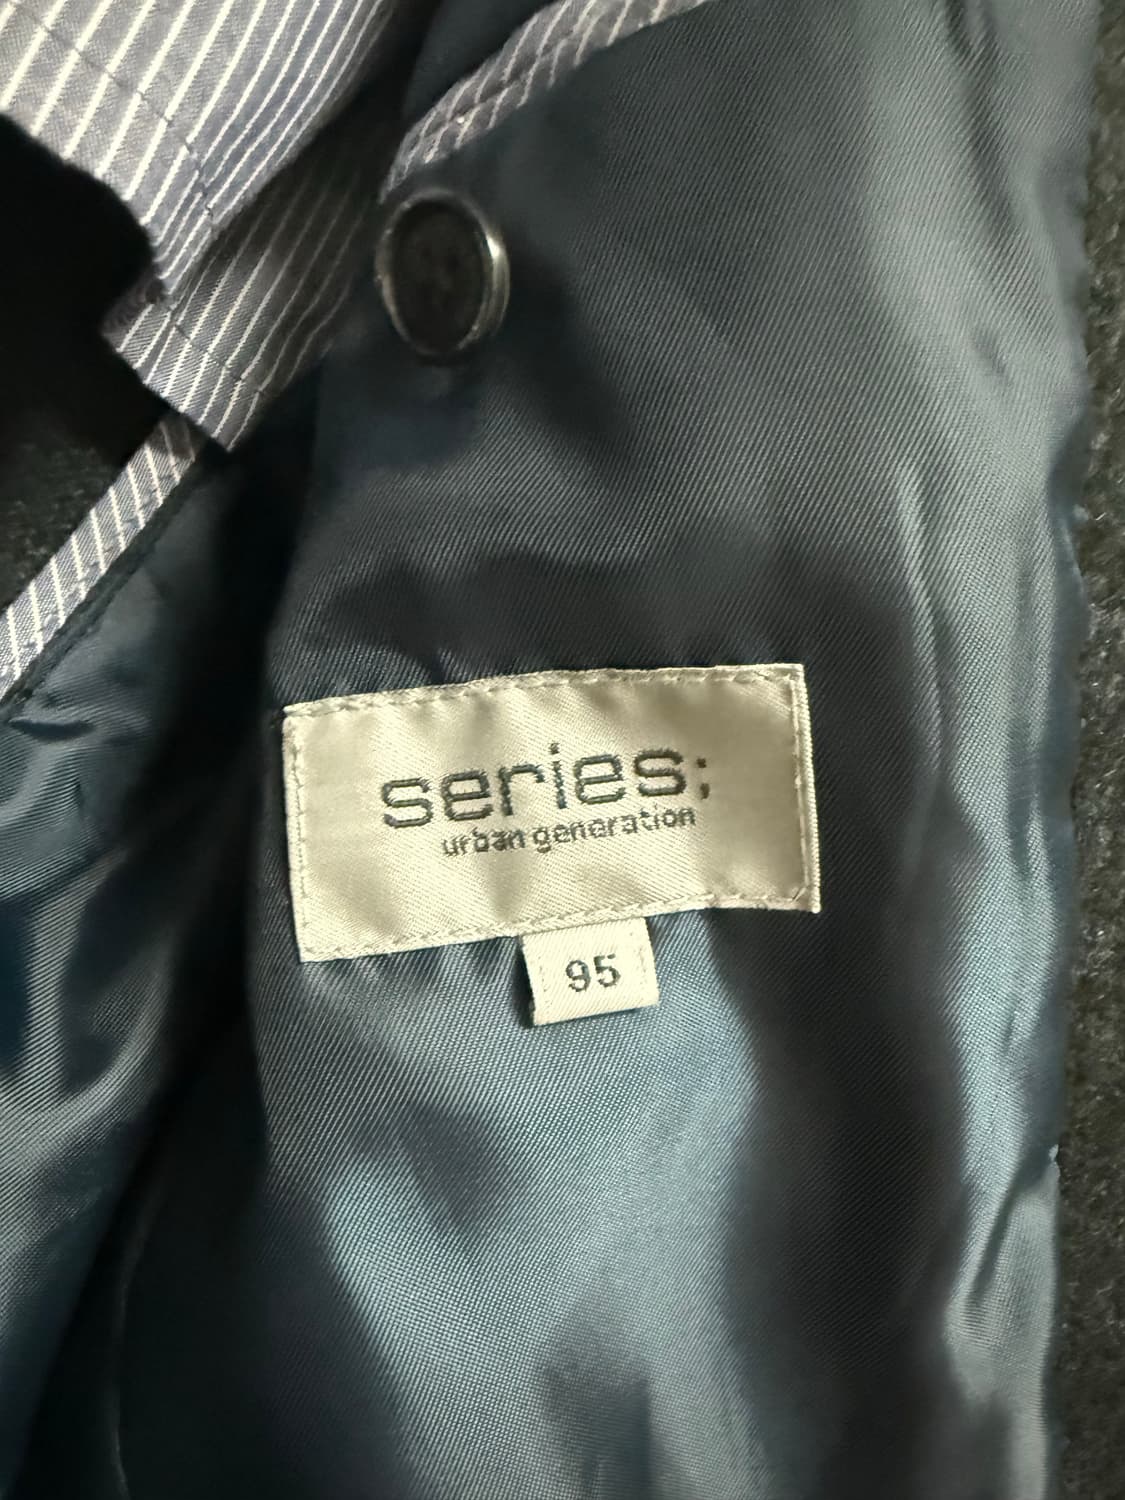 series;
urban generation
95